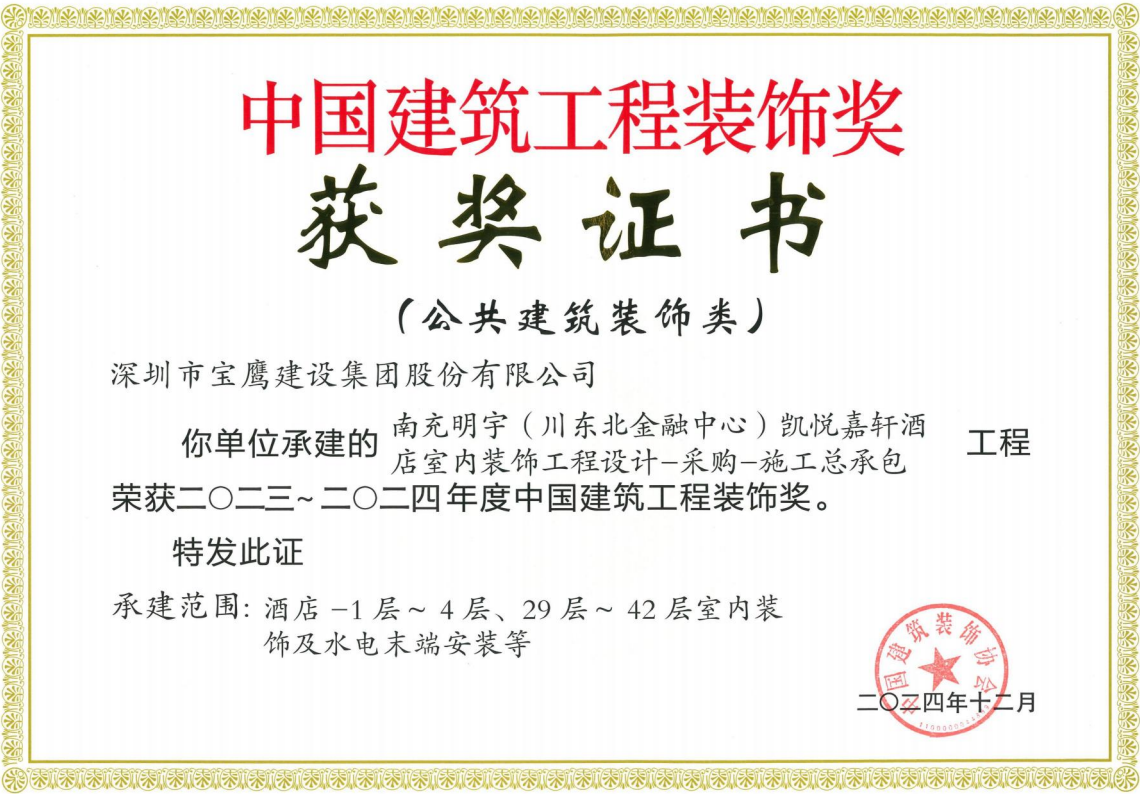 中国建筑工程装饰奖
获奖证书
（公共建筑装饰类）
深圳市宝鹰建设集团股份有限公司
你单位承建的 南充明宇（川东北金融中心）凯悦嘉轩酒 工程
店室内装饰工程设计-采购-施工总承包
荣获二〇二三~二〇二四年度中国建筑工程装饰奖。
特发此证
承建范围: 酒店 -1 层~ 4 层、29 层~ 42 层室内装
饰及水电末端安装等
中国建筑装饰协会
二〇二四年十二月